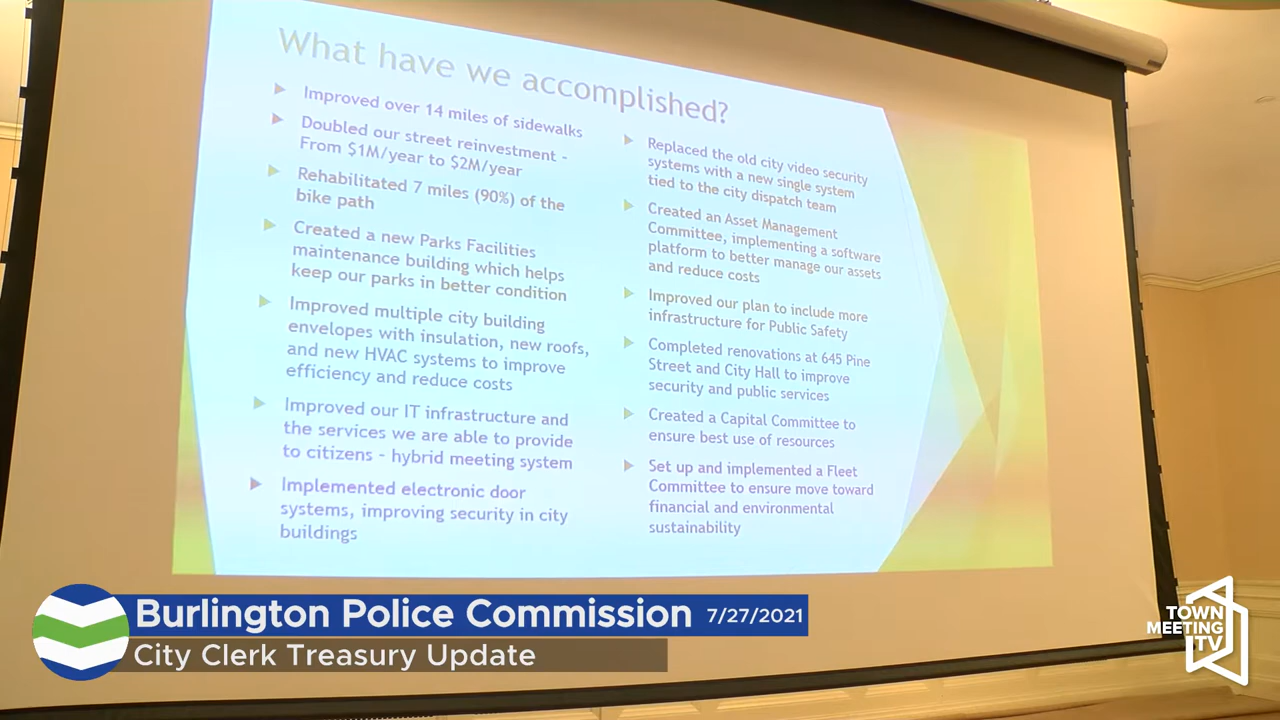 What have we accomplished?
Improved over 14 miles of sidewalks
Doubled our street reinvestment -
From $1M/year to $2M/year
Rehabilitated 7 miles (90%) of the
bike path
Created a new Parks Facilities
maintenance building which helps
keep our parks in better condition
Improved multiple city building
envelopes with insulation, new roofs,
and new HVAC systems to improve
efficiency and reduce costs
Improved our IT infrastructure and
the services we are able to provide
to citizens - hybrid meeting system
Implemented electronic door
systems, improving security in city
buildings
Replaced the old city video security
systems with a new single system
tied to the city dispatch team
Created an Asset Management
Committee, implementing a software
platform to better manage our assets
and reduce costs
Improved our plan to include more
infrastructure for Public Safety
Completed renovations at 645 Pine
Street and City Hall to improve
security and public services
Created a Capital Committee to
ensure best use of resources
Set up and implemented a Fleet
Committee to ensure move toward
financial and environmental
sustainability
Burlington Police Commission 7/27/2021
City Clerk Treasury Update
TOWN
MEETING
TV